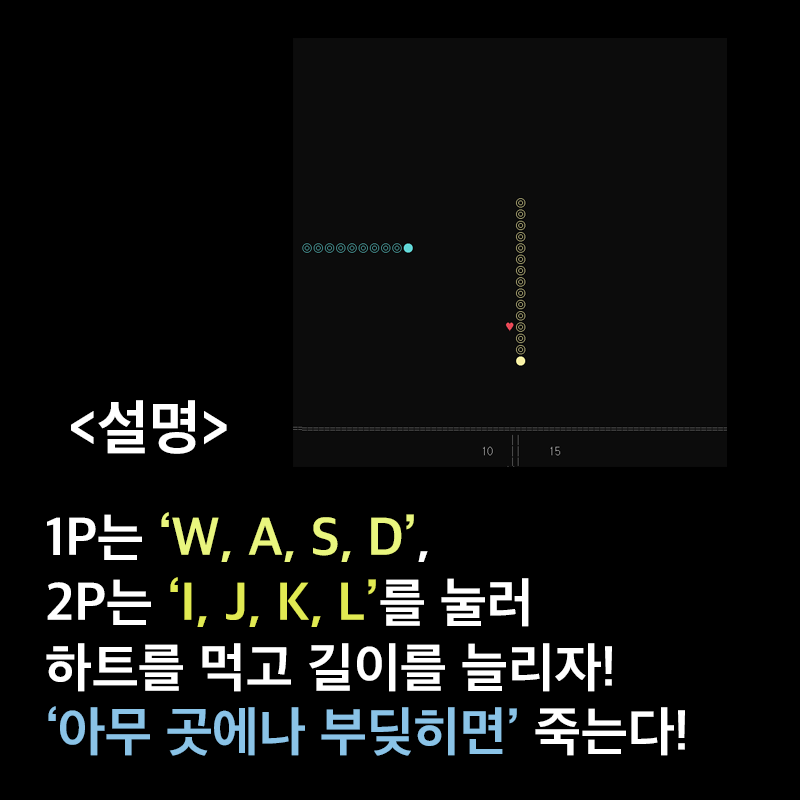 10 || 15
<설명>
1P는 ‘W, A, S, D’,
2P는 ‘I, J, K, L’를 눌러
하트를 먹고 길이를 늘리자!
‘아무 곳에나 부딪히면’ 죽는다!